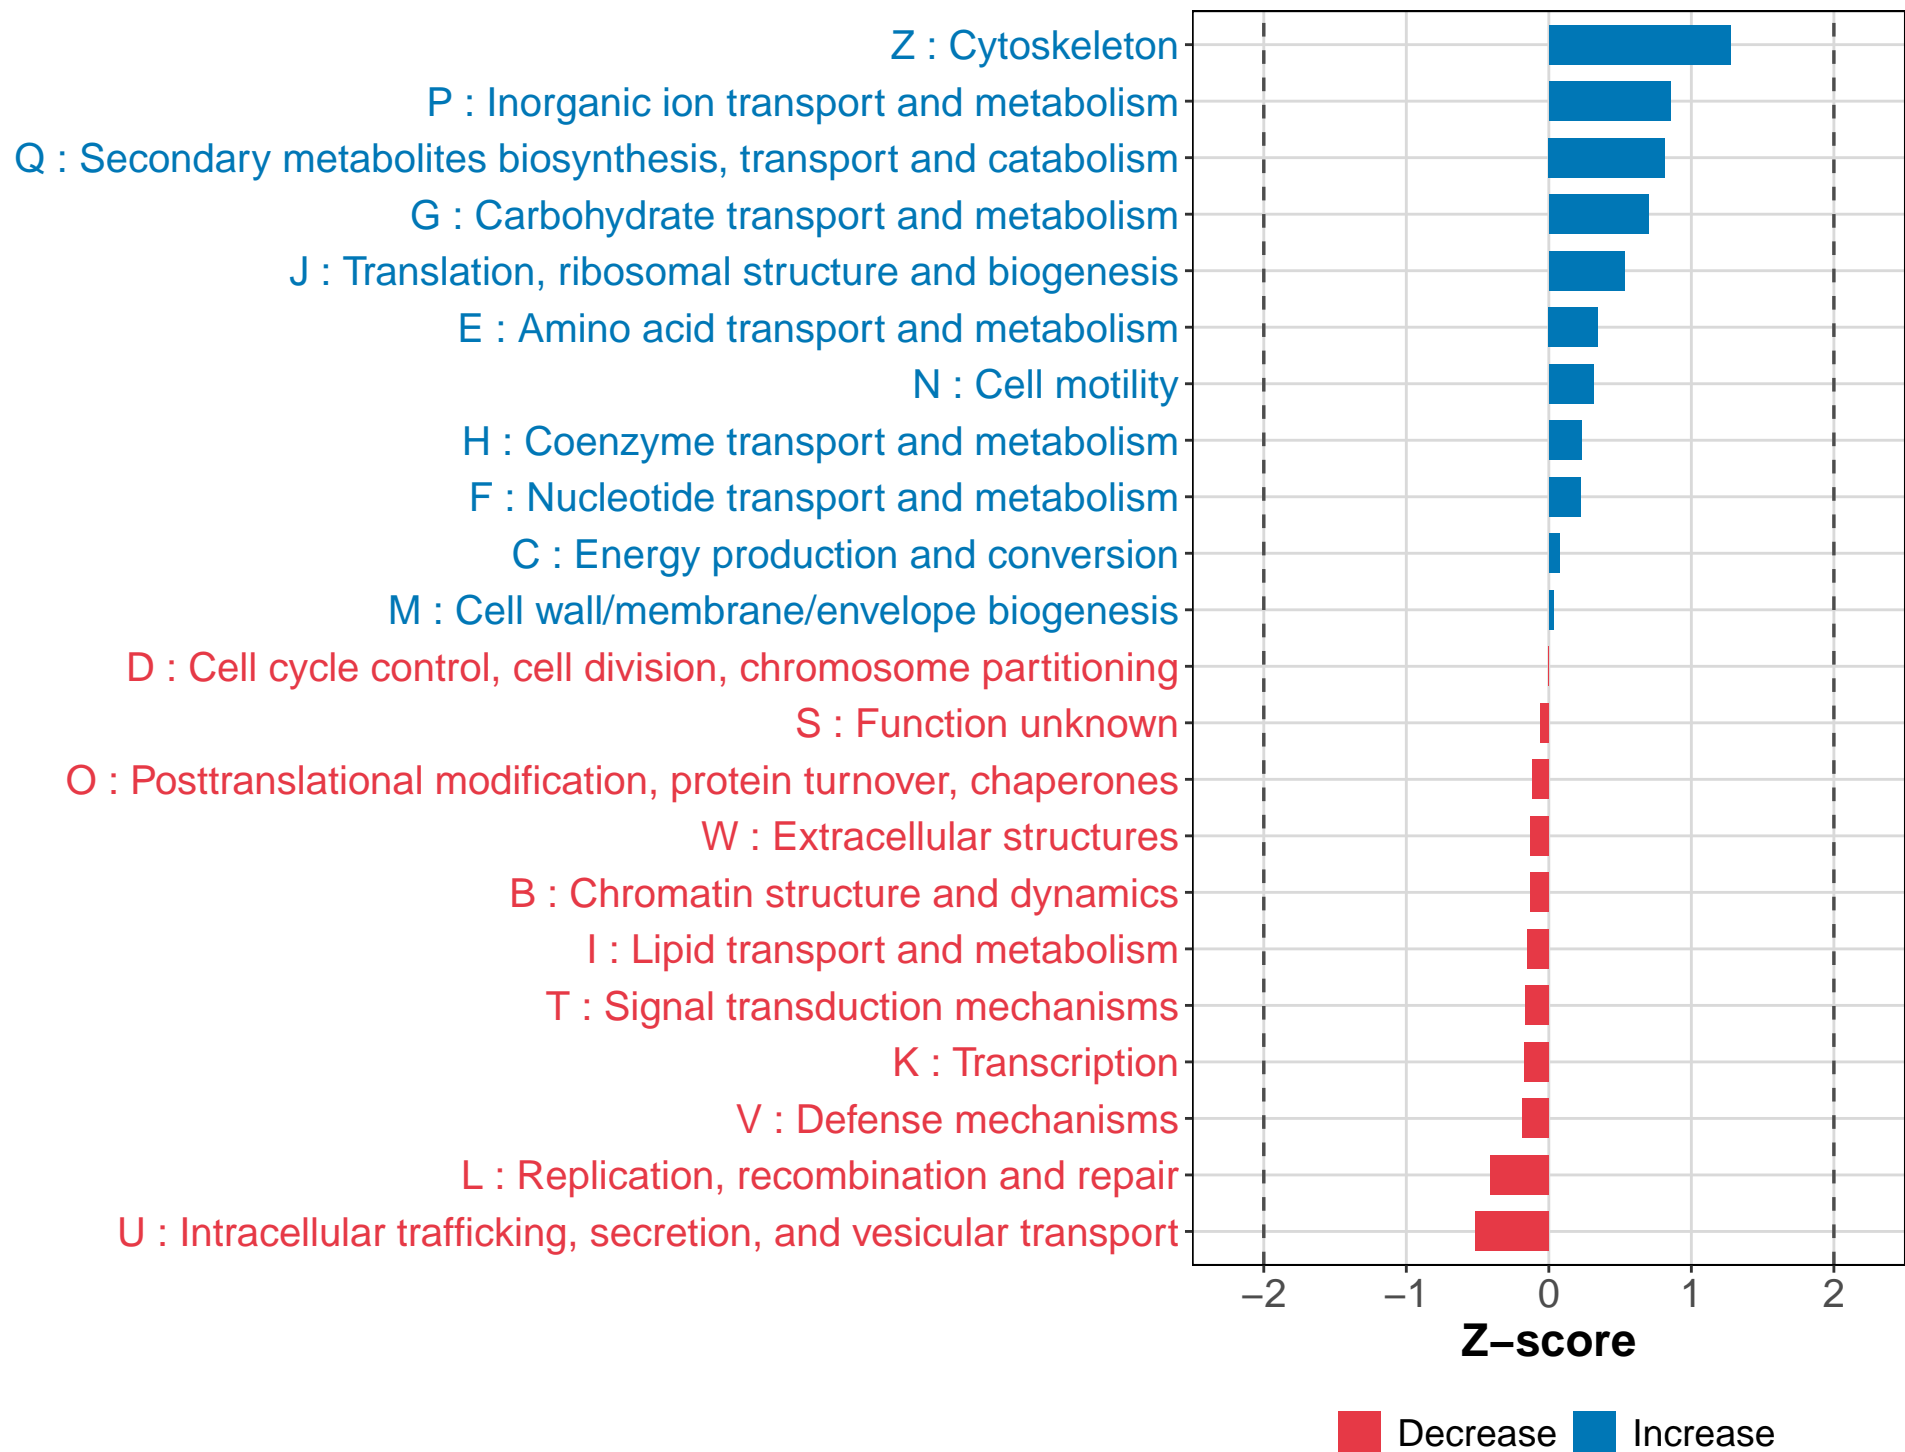 Z : Cytoskeleton
P : Inorganic ion transport and metabolism
Q : Secondary metabolites biosynthesis, transport and catabolism
G : Carbohydrate transport and metabolism
J : Translation, ribosomal structure and biogenesis
E : Amino acid transport and metabolism
N : Cell motility
H : Coenzyme transport and metabolism
F : Nucleotide transport and metabolism
C : Energy production and conversion
M : Cell wall/membrane/envelope biogenesis
D : Cell cycle control, cell division, chromosome partitioning
S : Function unknown
O : Posttranslational modification, protein turnover, chaperones
W : Extracellular structures
B : Chromatin structure and dynamics
I : Lipid transport and metabolism
T : Signal transduction mechanisms
K : Transcription
V : Defense mechanisms
L : Replication, recombination and repair
U : Intracellular trafficking, secretion, and vesicular transport
−2 −1 0 1 2
Z−score
Decrease Increase